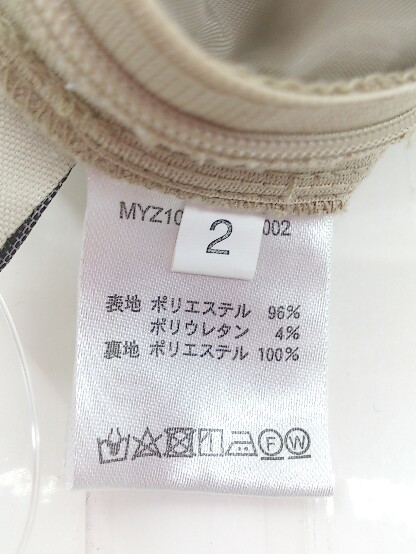 MYZ10 002
2
表地 ポリエステル 96%
ポリウレタン 4%
裏地 ポリエステル 100%
F W